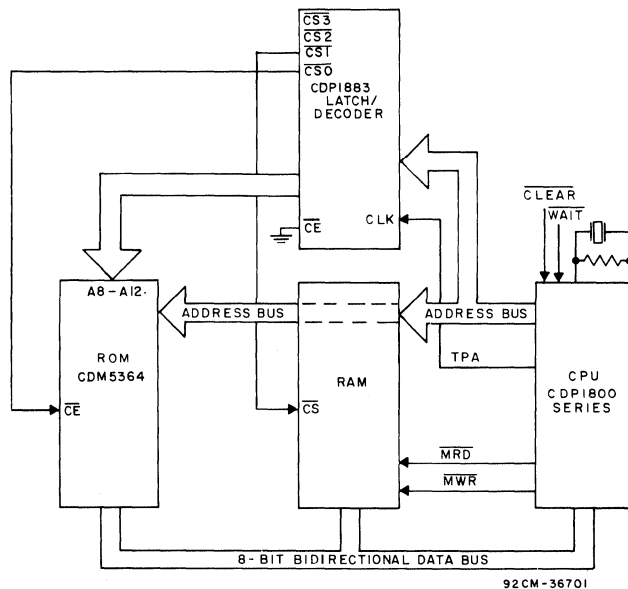 CS3
CS2
CS1
CS0
CDP1883
LATCH/
DECODER
CE
CLK
CLEAR
WAIT
A8-A12.
ROM
CDM5364
CE
ADDRESS BUS
RAM
CS
ADDRESS BUS
TPA
CPU
CDP1800
SERIES
MRD
MWR
8-BIT BIDIRECTIONAL DATA BUS
92CM-36701